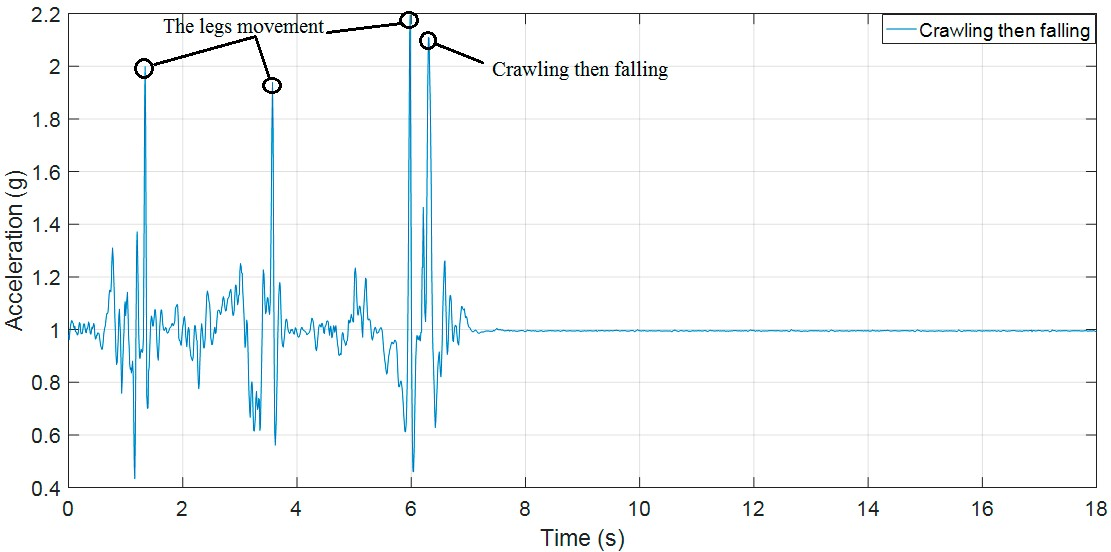 2.2
The legs movement
Crawling then falling
2
Crawling then falling
1.8
1.6
1.4
1.2
1
0.8
0.6
0.4
Acceleration (g)
0 2 4 6 8 10 12 14 16 18
Time (s)